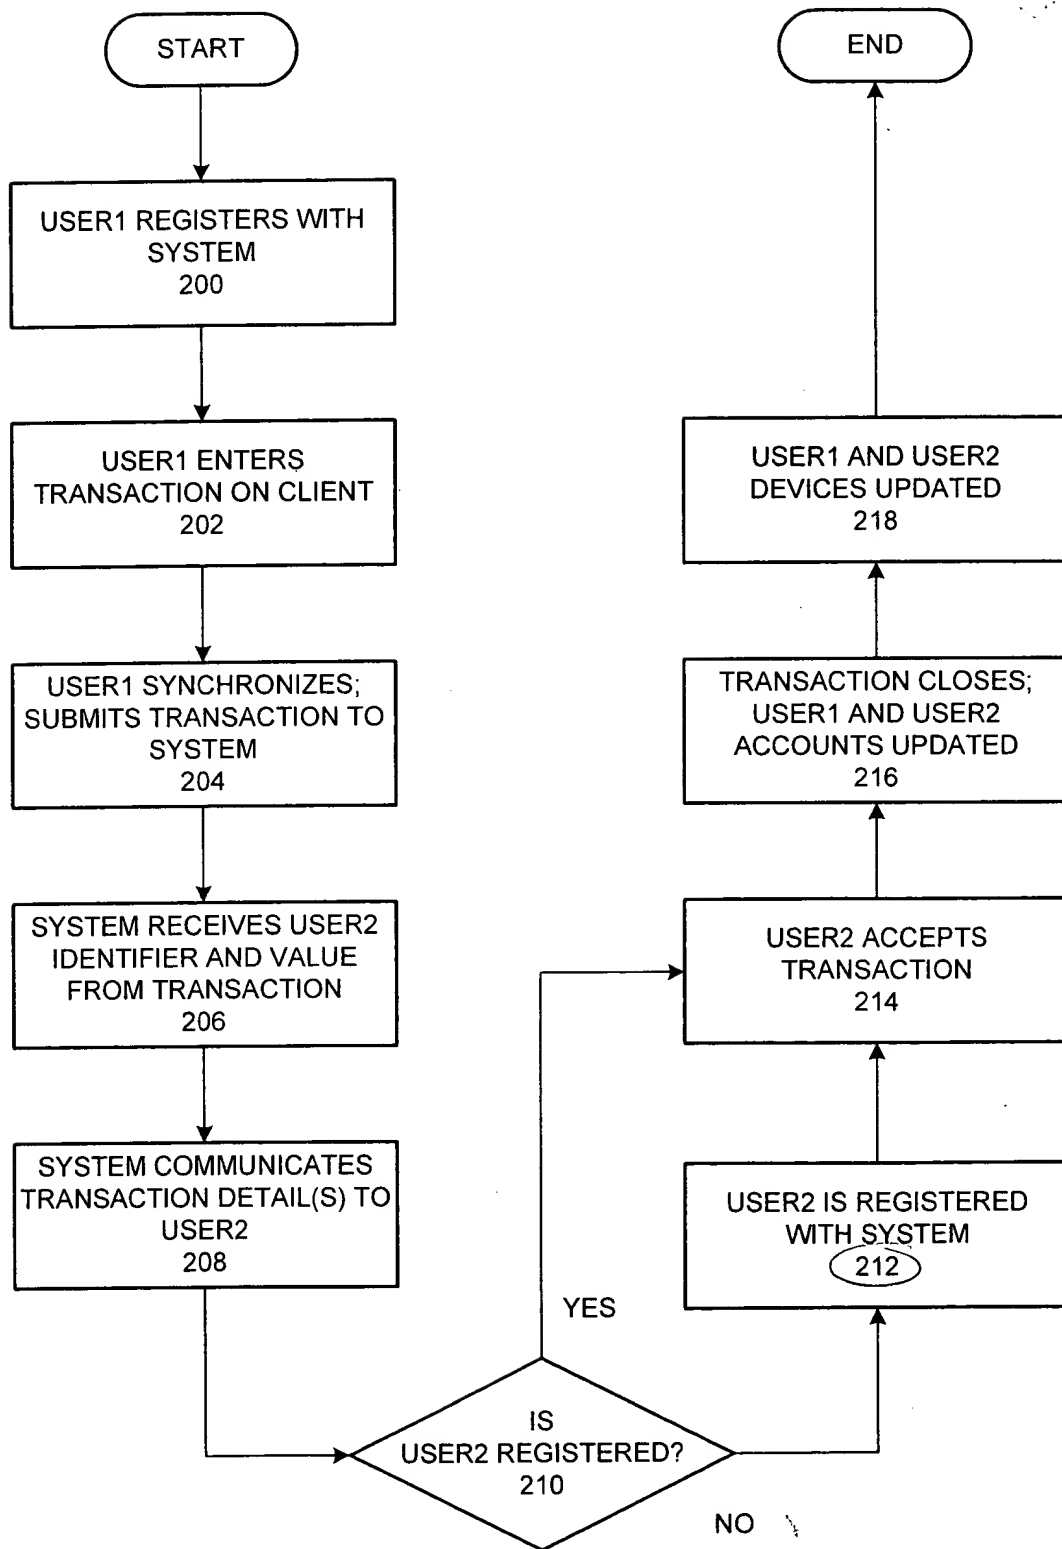 START
USER1 REGISTERS WITH
SYSTEM
200
USER1 ENTERS
TRANSACTION ON CLIENT
202
USER1 SYNCHRONIZES;
SUBMITS TRANSACTION TO
SYSTEM
204
SYSTEM RECEIVES USER2
IDENTIFIER AND VALUE
FROM TRANSACTION
206
SYSTEM COMMUNICATES
TRANSACTION DETAIL(S) TO
USER2
208
IS
USER2 REGISTERED?
210
YES
NO
USER2 IS REGISTERED
WITH SYSTEM
212
USER2 ACCEPTS
TRANSACTION
214
TRANSACTION CLOSES;
USER1 AND USER2
ACCOUNTS UPDATED
216
USER1 AND USER2
DEVICES UPDATED
218
END